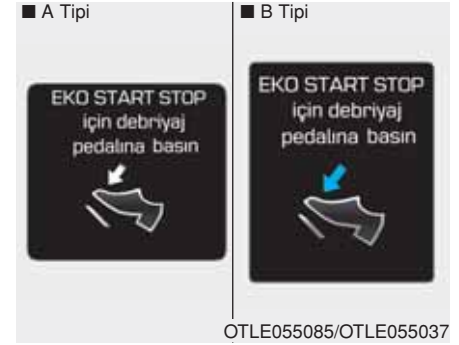 ■ A Tipi
EKO START STOP
için debriyaj
pedalına basın
■ B Tipi
EKO START STOP
için debriyaj
pedalına basın
OTLE055085/OTLE055037